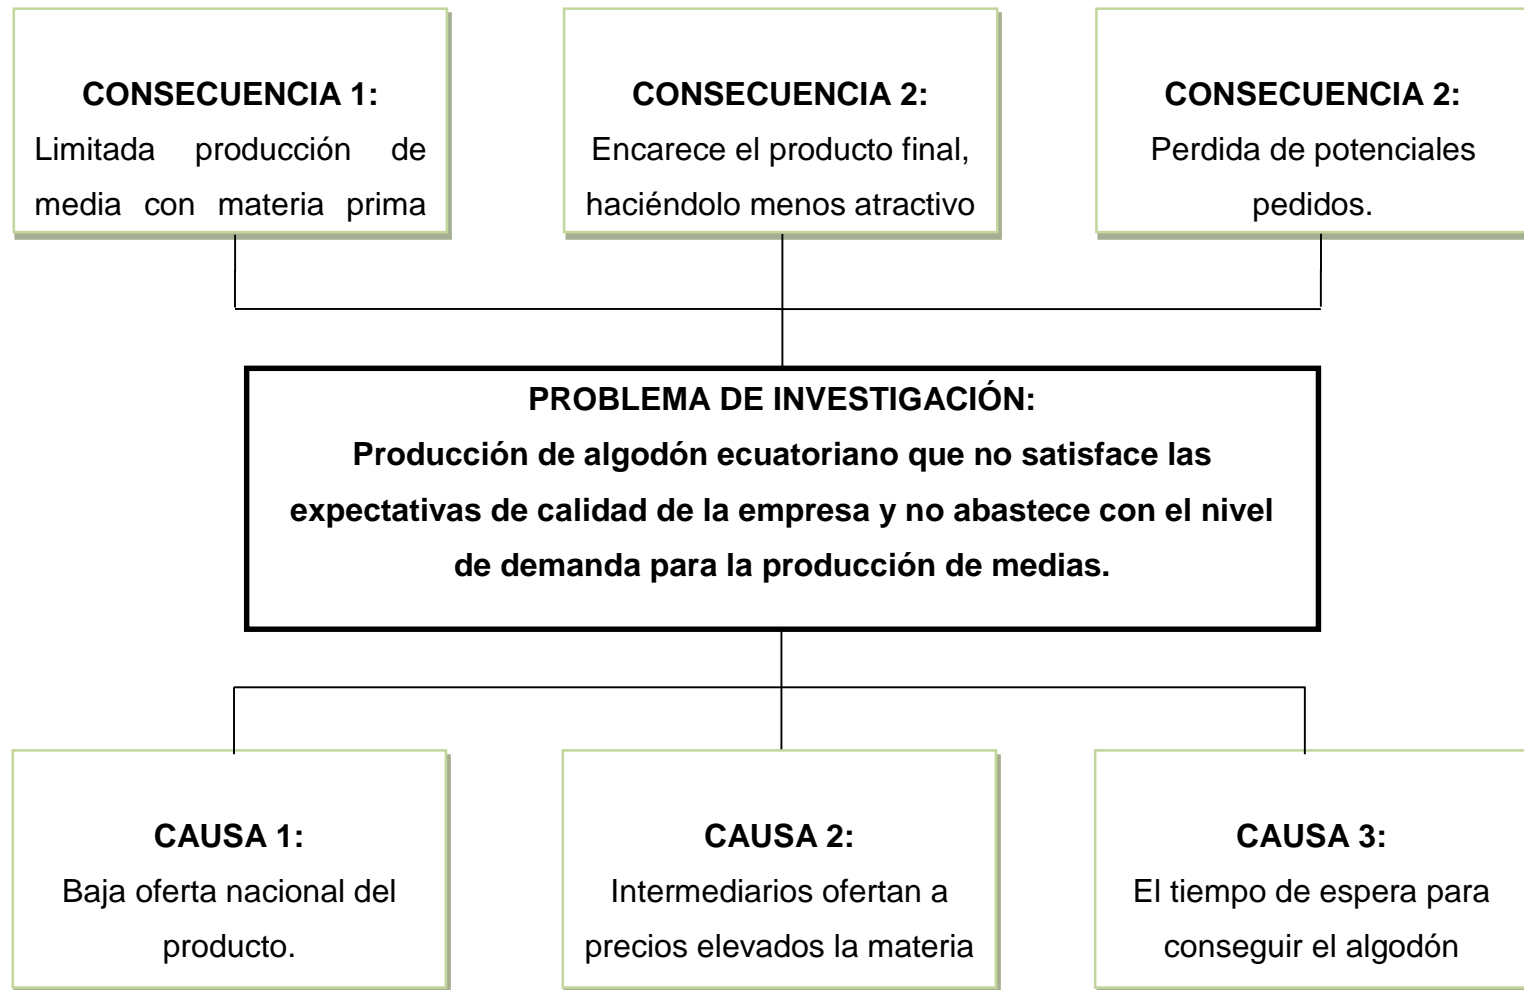 CONSECUENCIA 1:
Limitada producción de
media con materia prima
CONSECUENCIA 2:
Encarece el producto final,
haciéndolo menos atractivo
CONSECUENCIA 2:
Perdida de potenciales
pedidos.
PROBLEMA DE INVESTIGACIÓN:
Producción de algodón ecuatoriano que no satisface las
expectativas de calidad de la empresa y no abastece con el nivel
de demanda para la producción de medias.
CAUSA 1:
Baja oferta nacional del
producto.
CAUSA 2:
Intermediarios ofertan a
precios elevados la materia
CAUSA 3:
El tiempo de espera para
conseguir el algodón